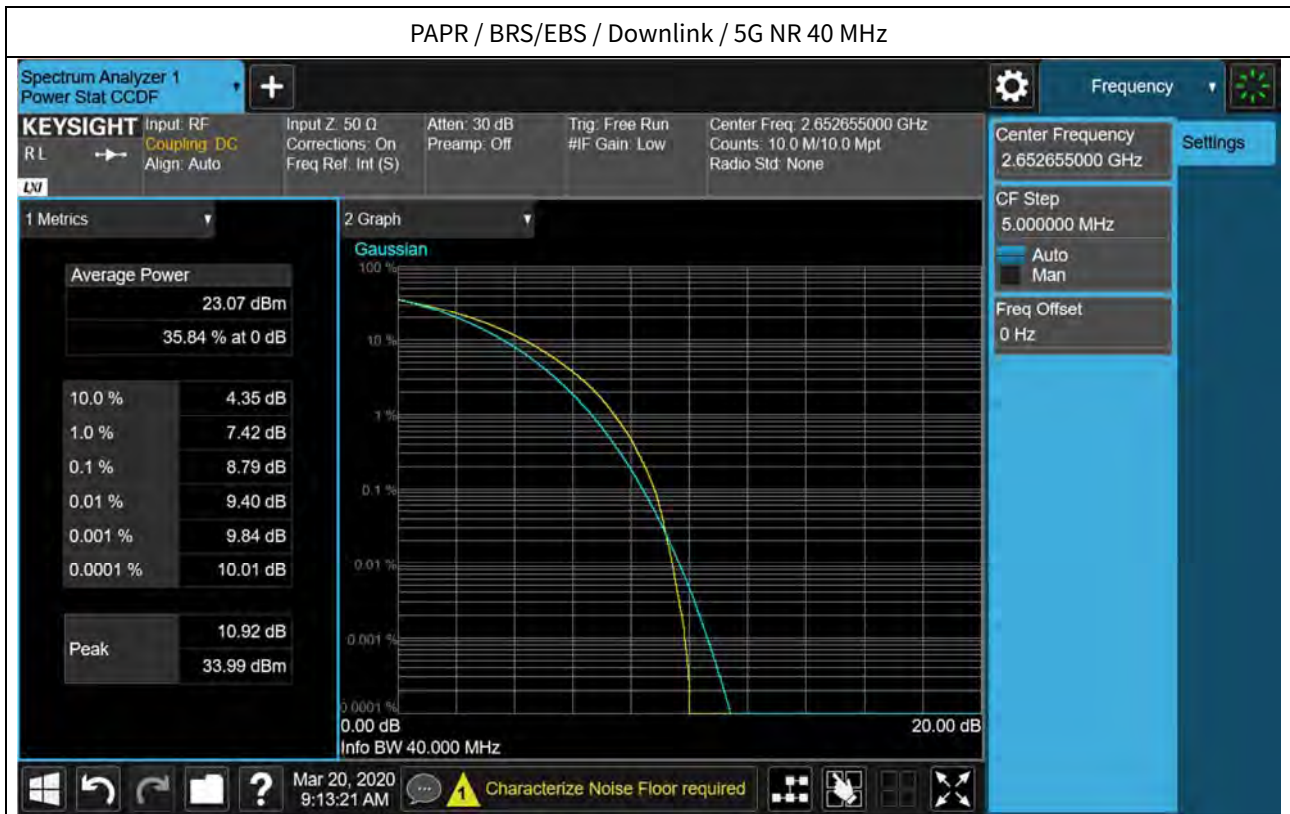 PAPR / BRS/EBS / Downlink / 5G NR 40 MHz
Spectrum Analyzer 1
Power Stat CCDF
Frequency
KEYSIGHT
R L
LXI
Input: RF
Coupling: DC
Align: Auto
Input Z: 50 Ω
Corrections: On
Freq Ref: Int (S)
Atten: 30 dB
Preamp: Off
Trig: Free Run
#IF Gain: Low
Center Freq: 2.652655000 GHz
Counts: 10.0 M/10.0 Mpt
Radio Std: None
Center Frequency
2.652655000 GHz
Settings
CF Step
5.000000 MHz
Auto
Man
Freq Offset
0 Hz
1 Metrics
Average Power
23.07 dBm
35.84 % at 0 dB
10.0 % 4.35 dB
1.0 % 7.42 dB
0.1 % 8.79 dB
0.01 % 9.40 dB
0.001 % 9.84 dB
0.0001 % 10.01 dB
Peak
10.92 dB
33.99 dBm
2 Graph
Gaussian
100 %
10 %
1 %
0.1 %
0.01 %
0.001 %
0.0001 %
0.00 dB 20.00 dB
Info BW 40.000 MHz
?
Mar 20, 2020
9:13:21 AM
1
Characterize Noise Floor required